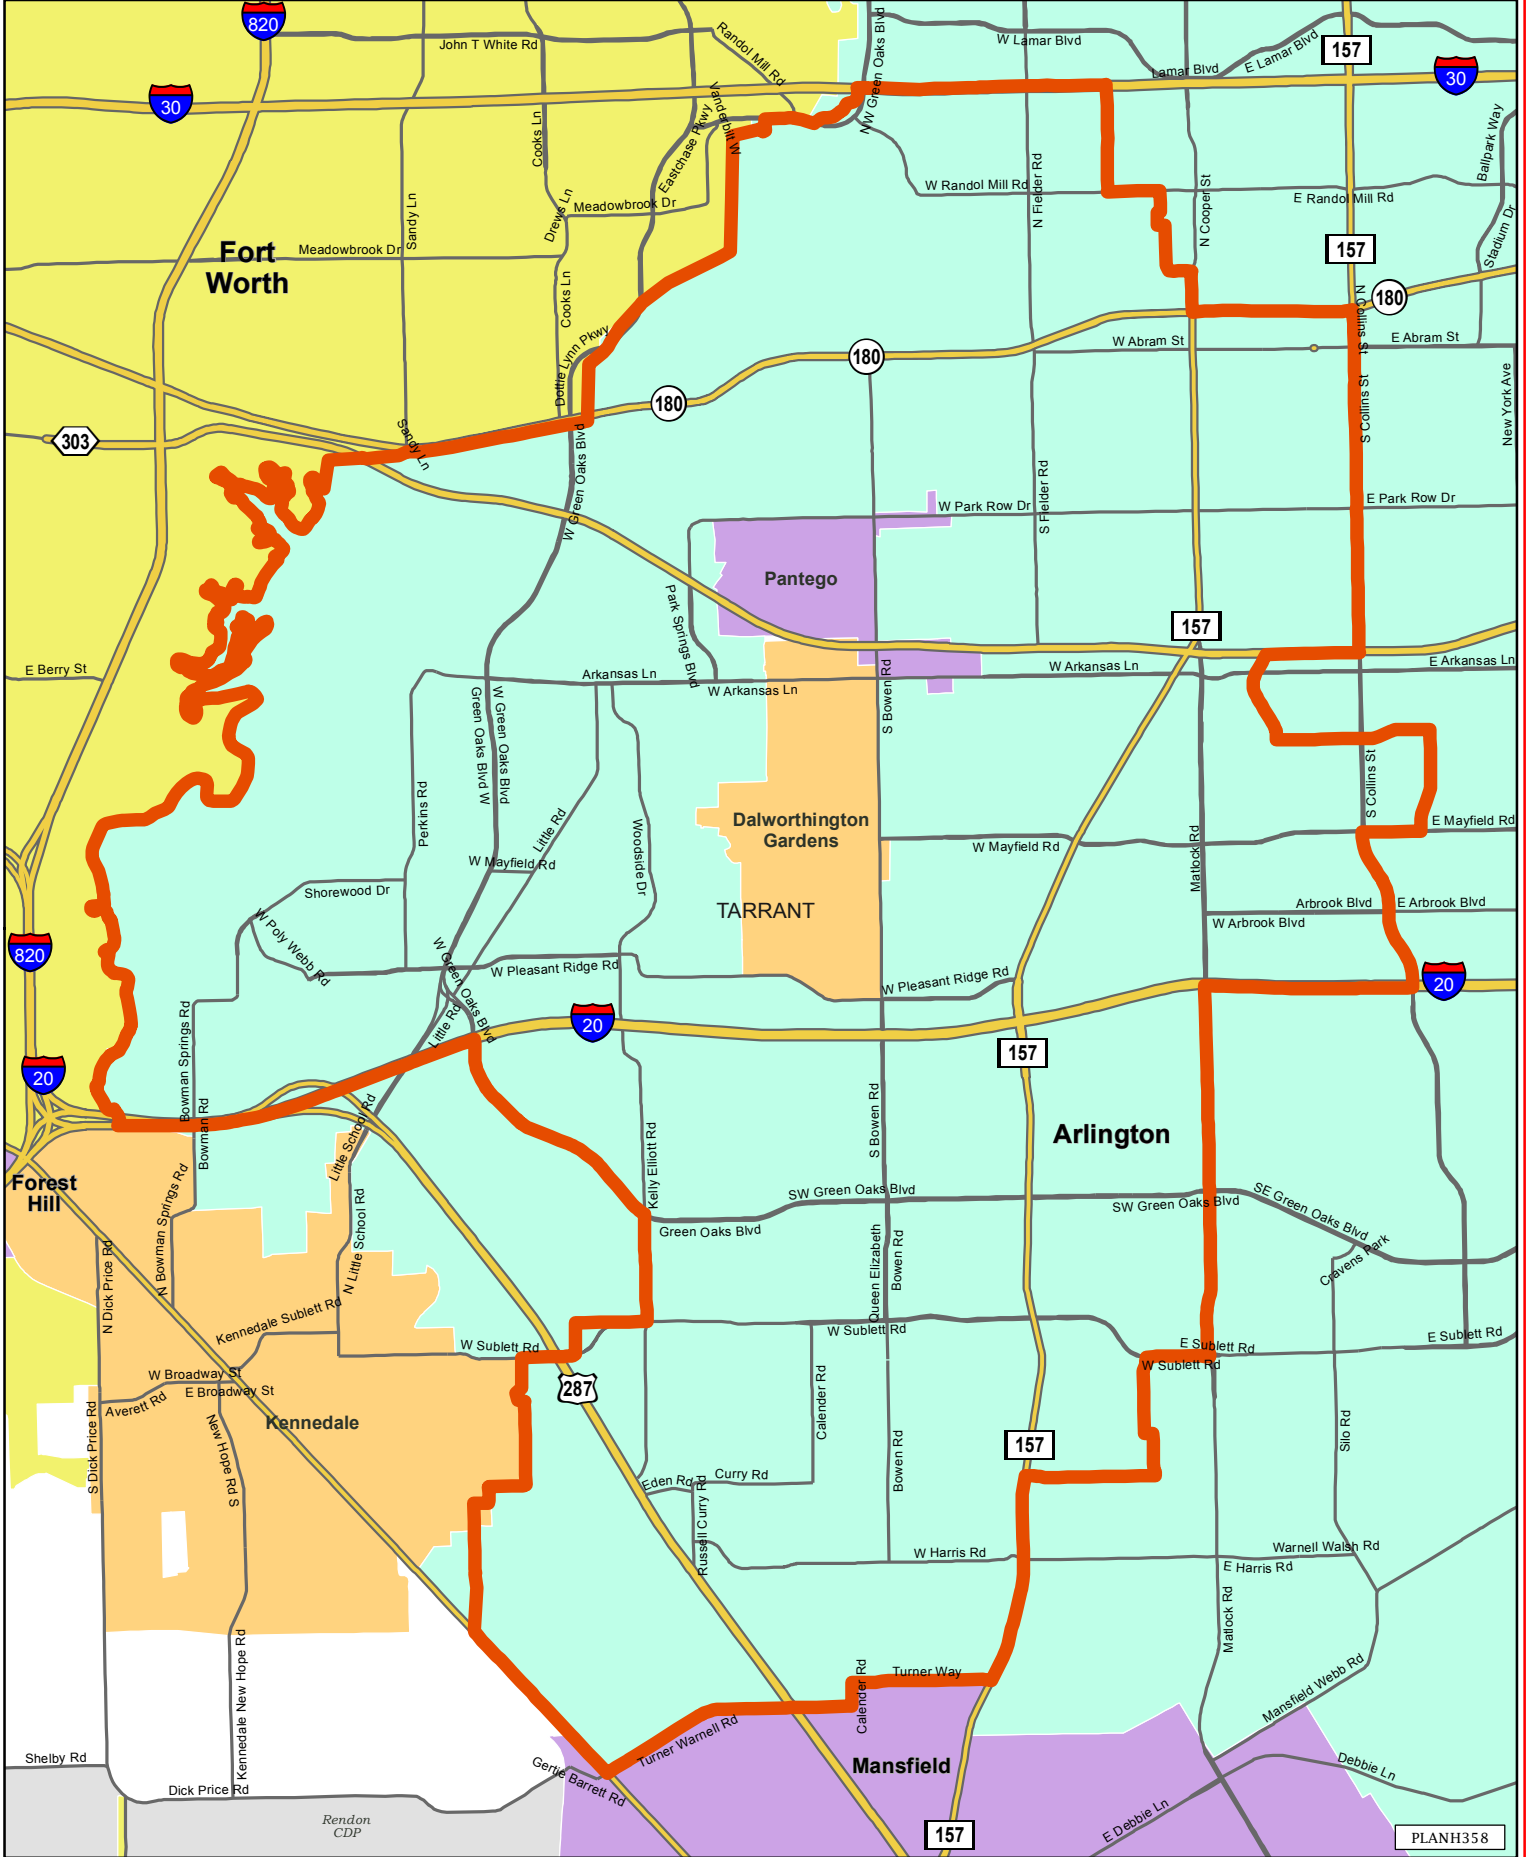 820
John T White Rd
Randol Mill Rd
NW Green Oaks Blvd
W Lamar Blvd
Lamar Blvd
E Lamar Blvd
157
30
30
Cooks Ln
Eastchase Pkwy
Vanderbilt W
Ballpark Way
W Randol Mill Rd
N Fielder Rd
N Cooper St
E Randol Mill Rd
Sandy Ln
Drews Ln
Meadowbrook Dr
Meadowbrook Dr
Fort
Worth
157
Stadium Dr
N Collins St
180
Cooks Ln
Dottie Lynn Pkwy
180
W Abram St
E Abram St
180
303
Sandy Ln
W Green Oaks Blvd
S Collins St
New York Ave
S Fielder Rd
W Park Row Dr
E Park Row Dr
Pantego
Park Springs Blvd
157
E Berry St
Arkansas Ln
W Arkansas Ln
W Arkansas Ln
E Arkansas Ln
S Bowen Rd
Green Oaks Blvd W
W Green Oaks Blvd
Perkins Rd
Little Rd
Woodside Dr
Dalworthington
Gardens
S Collins St
E Mayfield Rd
W Mayfield Rd
W Mayfield Rd
Matlock Rd
Shorewood Dr
TARRANT
Arbrook Blvd
E Arbrook Blvd
W Arbrook Blvd
W Poly Webb Rd
W Green Oaks Blvd
W Pleasant Ridge Rd
W Pleasant Ridge Rd
820
20
Bowman Springs Rd
Little Rd
20
157
20
Bowman Rd
Little School Rd
Kelly Elliott Rd
S Bowen Rd
Arlington
Forest
Hill
N Bowman Springs Rd
N Little School Rd
SW Green Oaks Blvd
SW Green Oaks Blvd
SE Green Oaks Blvd
Green Oaks Blvd
Queen Elizabeth
Bowen Rd
Cravens Park
N Dick Price Rd
Kennedale Sublett Rd
W Sublett Rd
W Sublett Rd
E Sublett Rd
E Sublett Rd
W Sublett Rd
W Broadway St
E Broadway St
Averett Rd
287
Kennedale
S Dick Price Rd
New Hope Rd S
Calender Rd
Bowen Rd
157
Silo Rd
Eden Rd
Curry Rd
Russell Curry Rd
W Harris Rd
Warnell Walsh Rd
E Harris Rd
Matlock Rd
Kennedale New Hope Rd
Turner Way
Calender Rd
Mansfield Webb Rd
Turner Warnell Rd
Mansfield
Shelby Rd
Gertie Barrett Rd
Debbie Ln
Dick Price Rd
Rendon
CDP
157
E Debbie Ln
PLANH358